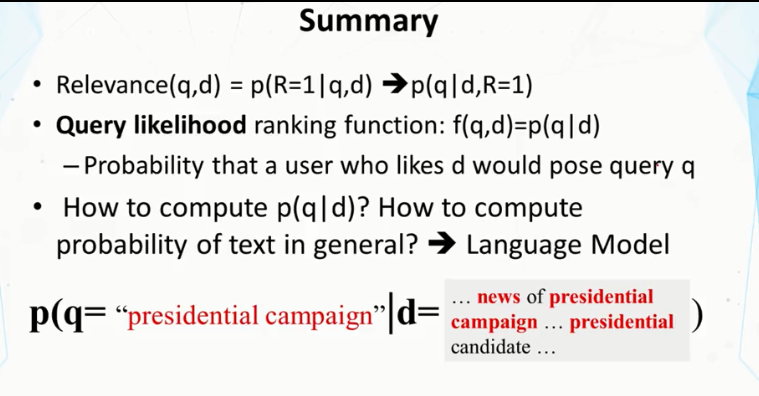 Summary
• Relevance(q,d) = p(R=1|q,d) ➔p(q|d,R=1)
• Query likelihood ranking function: f(q,d)=p(q|d)
– Probability that a user who likes d would pose query q
• How to compute p(q|d)? How to compute
probability of text in general? ➔ Language Model
p(q= “presidential campaign”|d= … news of presidential
campaign … presidential )
candidate …